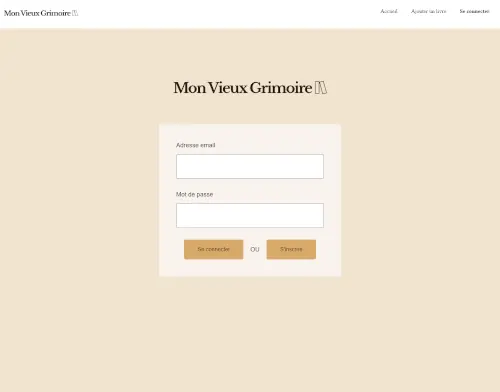 Mon Vieux Grimoire
Accueil Ajouter un livre Se connecter
Mon Vieux Grimoire
Adresse email
Mot de passe
Se connecter OU S'inscrire